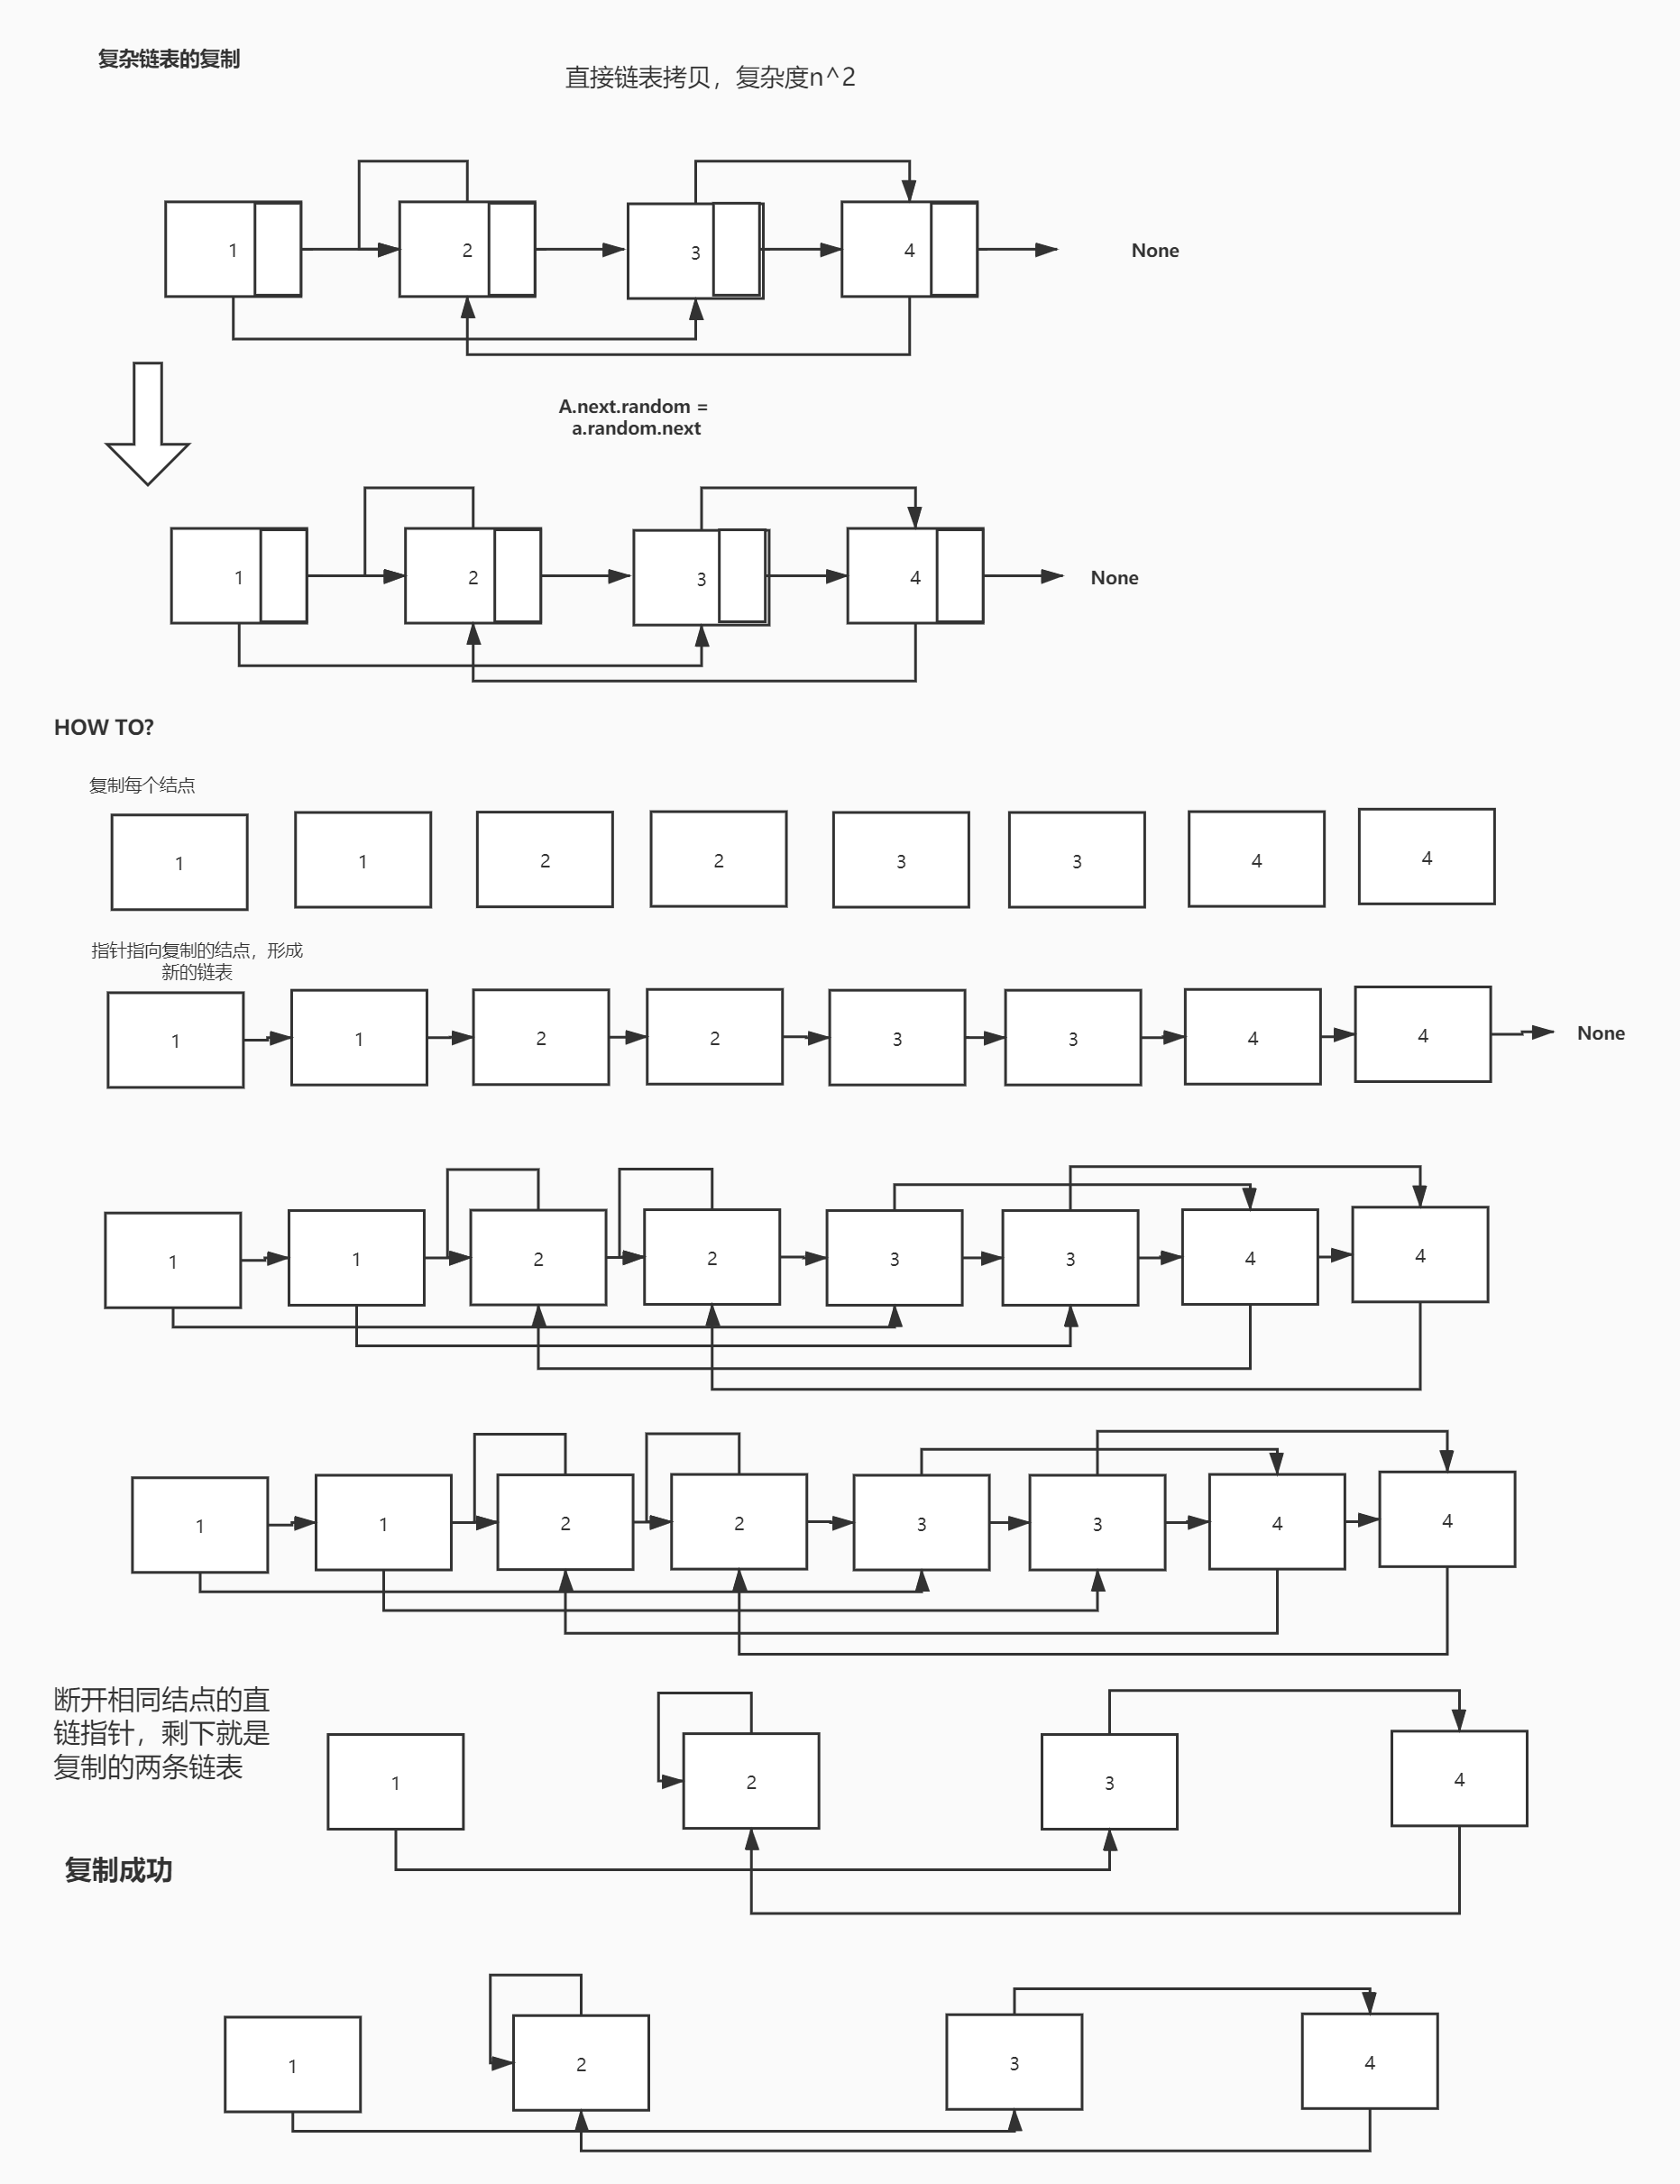 复杂链表的复制
直接链表拷贝，复杂度n^2
1 2 3 4 None
A.next.random =
a.random.next
1 2 3 4 None
HOW TO?
复制每个结点
1 1 2 2 3 3 4 4
指针指向复制的结点，形成
新的链表
1 1 2 2 3 3 4 4 None
1 1 2 2 3 3 4 4
1 1 2 2 3 3 4 4
断开相同结点的直
链指针，剩下就是
复制的两条链表
1 2 3 4
复制成功
1 2 3 4